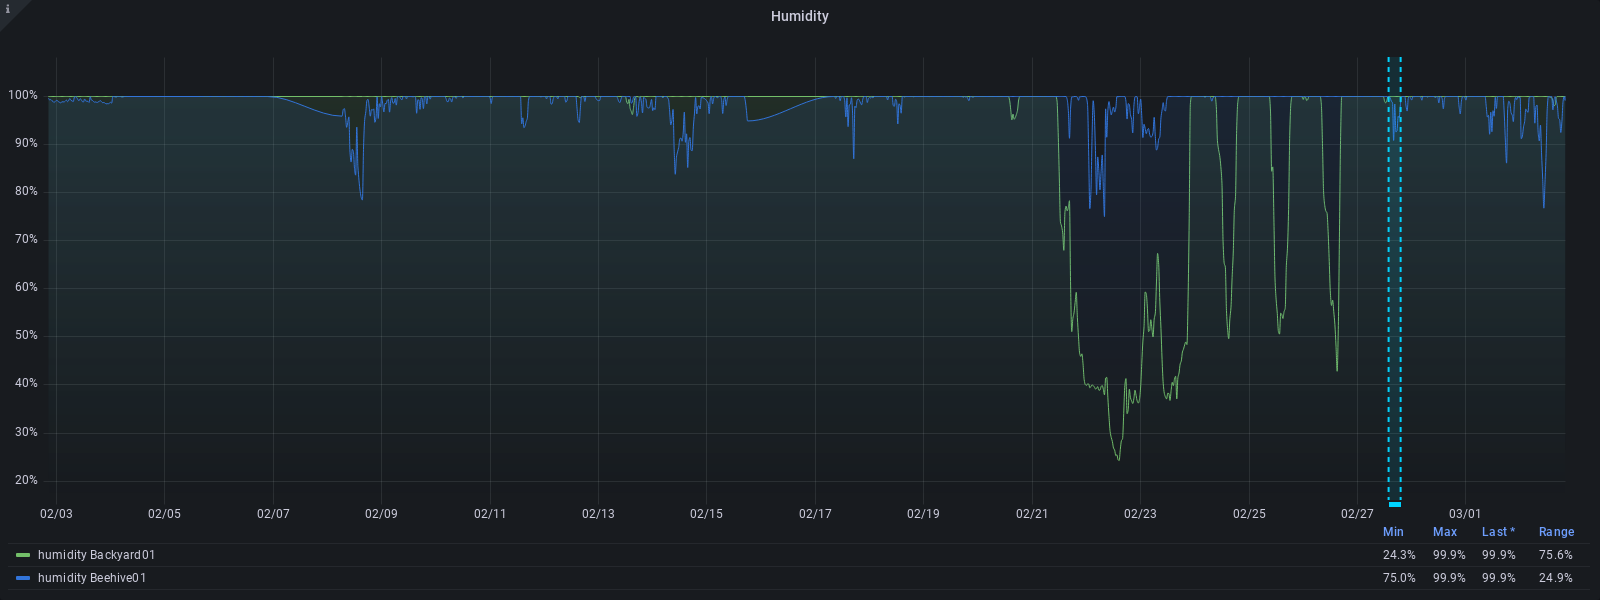 i
Humidity
100%
90%
80%
70%
60%
50%
40%
30%
20%
02/03 02/05 02/07 02/09 02/11 02/13 02/15 02/17 02/19 02/21 02/23 02/25 02/27 03/01
Min Max Last * Range
humidity Backyard01 24.3% 99.9% 99.9% 75.6%
humidity Beehive01 75.0% 99.9% 99.9% 24.9%